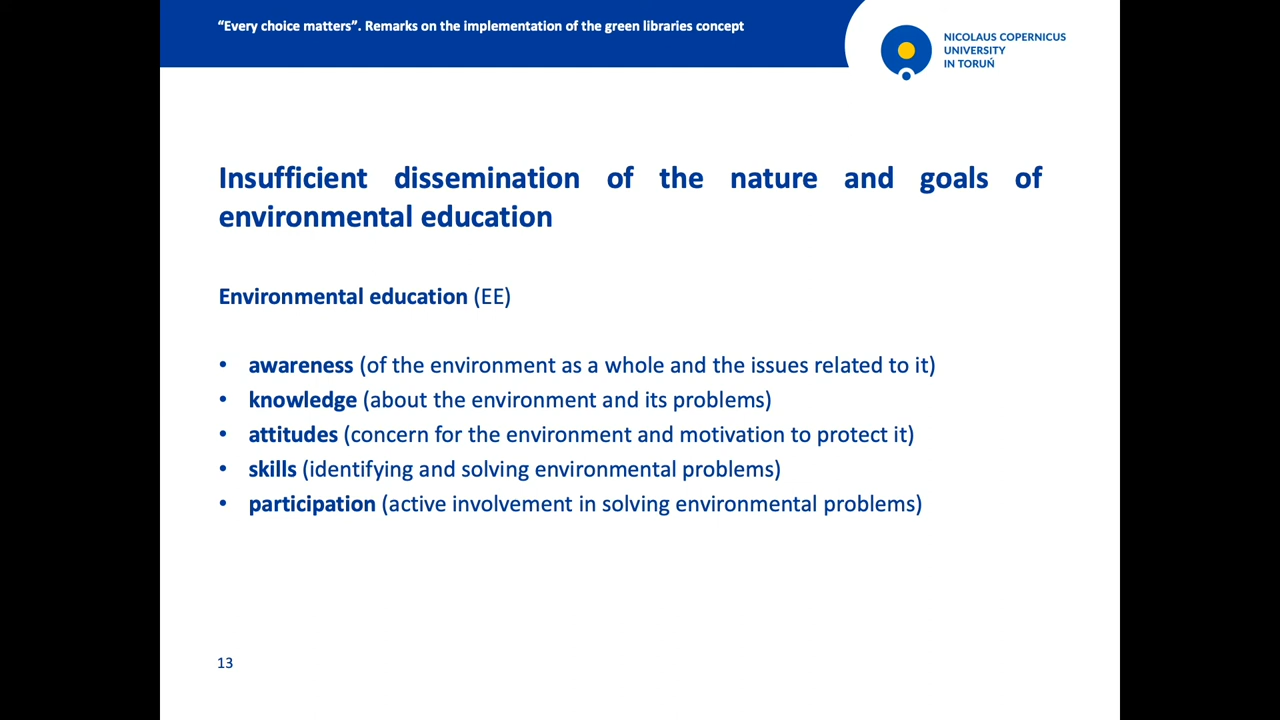 “Every choice matters”. Remarks on the implementation of the green libraries concept
NICOLAUS COPERNICUS
UNIVERSITY
IN TORUŃ
Insufficient dissemination of the nature and goals of
environmental education
Environmental education (EE)
• awareness (of the environment as a whole and the issues related to it)
• knowledge (about the environment and its problems)
• attitudes (concern for the environment and motivation to protect it)
• skills (identifying and solving environmental problems)
• participation (active involvement in solving environmental problems)
13